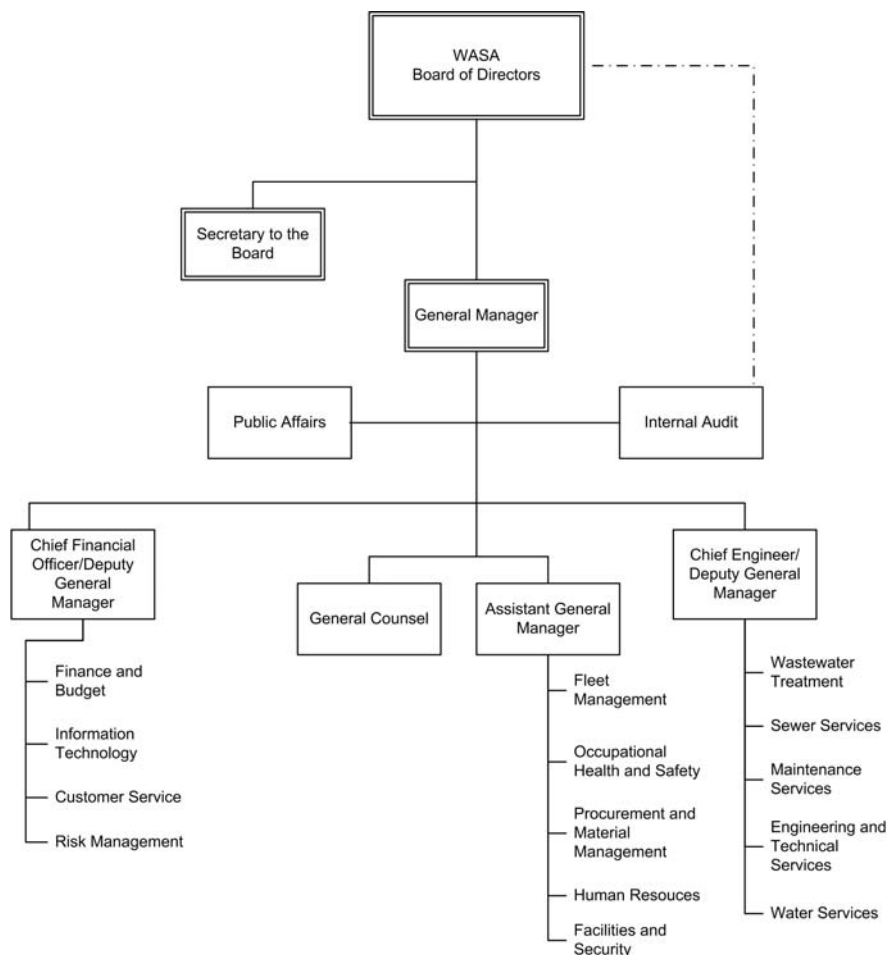 WASA
Board of Directors
Secretary to the
Board
General Manager
Public Affairs
Internal Audit
Chief Financial
Officer/Deputy
General
Manager
General Counsel
Assistant General
Manager
Chief Engineer/
Deputy General
Manager
Finance and
Budget
Information
Technology
Customer Service
Risk Management
Fleet
Management
Occupational
Health and Safety
Procurement and
Material
Management
Human Resouces
Facilities and
Security
Wastewater
Treatment
Sewer Services
Maintenance
Services
Engineering and
Technical
Services
Water Services